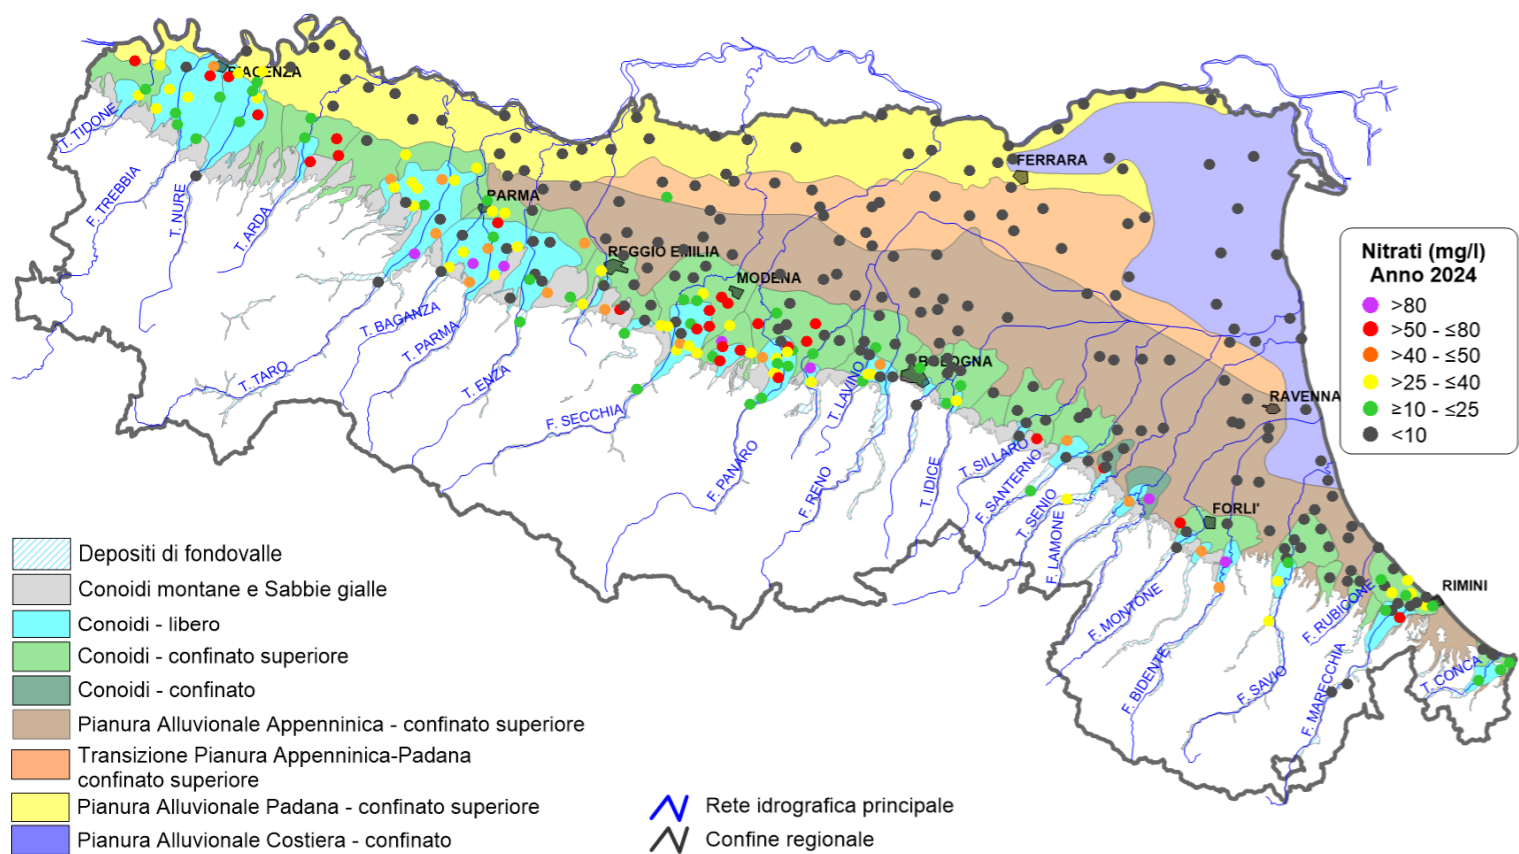 PIACENZA
T. TIDONE
F. TREBBIA
T. NURE
T. ARDA
PARMA
REGGIO EMILIA
MODENA
BOLOGNA
FERRARA
RAVENNA
FORLI'
RIMINI
T. TARO
T. BAGANZA
T. PARMA
T. ENZA
F. SECCHIA
F. PANARO
T. LAVINO
F. RENO
T. IDICE
T. SILLARO
F. SANTERNO
T. SENIO
F. LAMONE
F. MONTONE
F. BIDENTE
F. SAVIO
F. RUBICONE
F. MARECCHIA
T. CONCA
Nitrati (mg/l)
Anno 2024
>80
>50 - ≤80
>40 - ≤50
>25 - ≤40
≥10 - ≤25
<10
Depositi di fondovalle
Conoidi montane e Sabbie gialle
Conoidi - libero
Conoidi - confinato superiore
Conoidi - confinato
Pianura Alluvionale Appenninica - confinato superiore
Transizione Pianura Appenninica-Padana
confinato superiore
Pianura Alluvionale Padana - confinato superiore
Pianura Alluvionale Costiera - confinato
Rete idrografica principale
Confine regionale